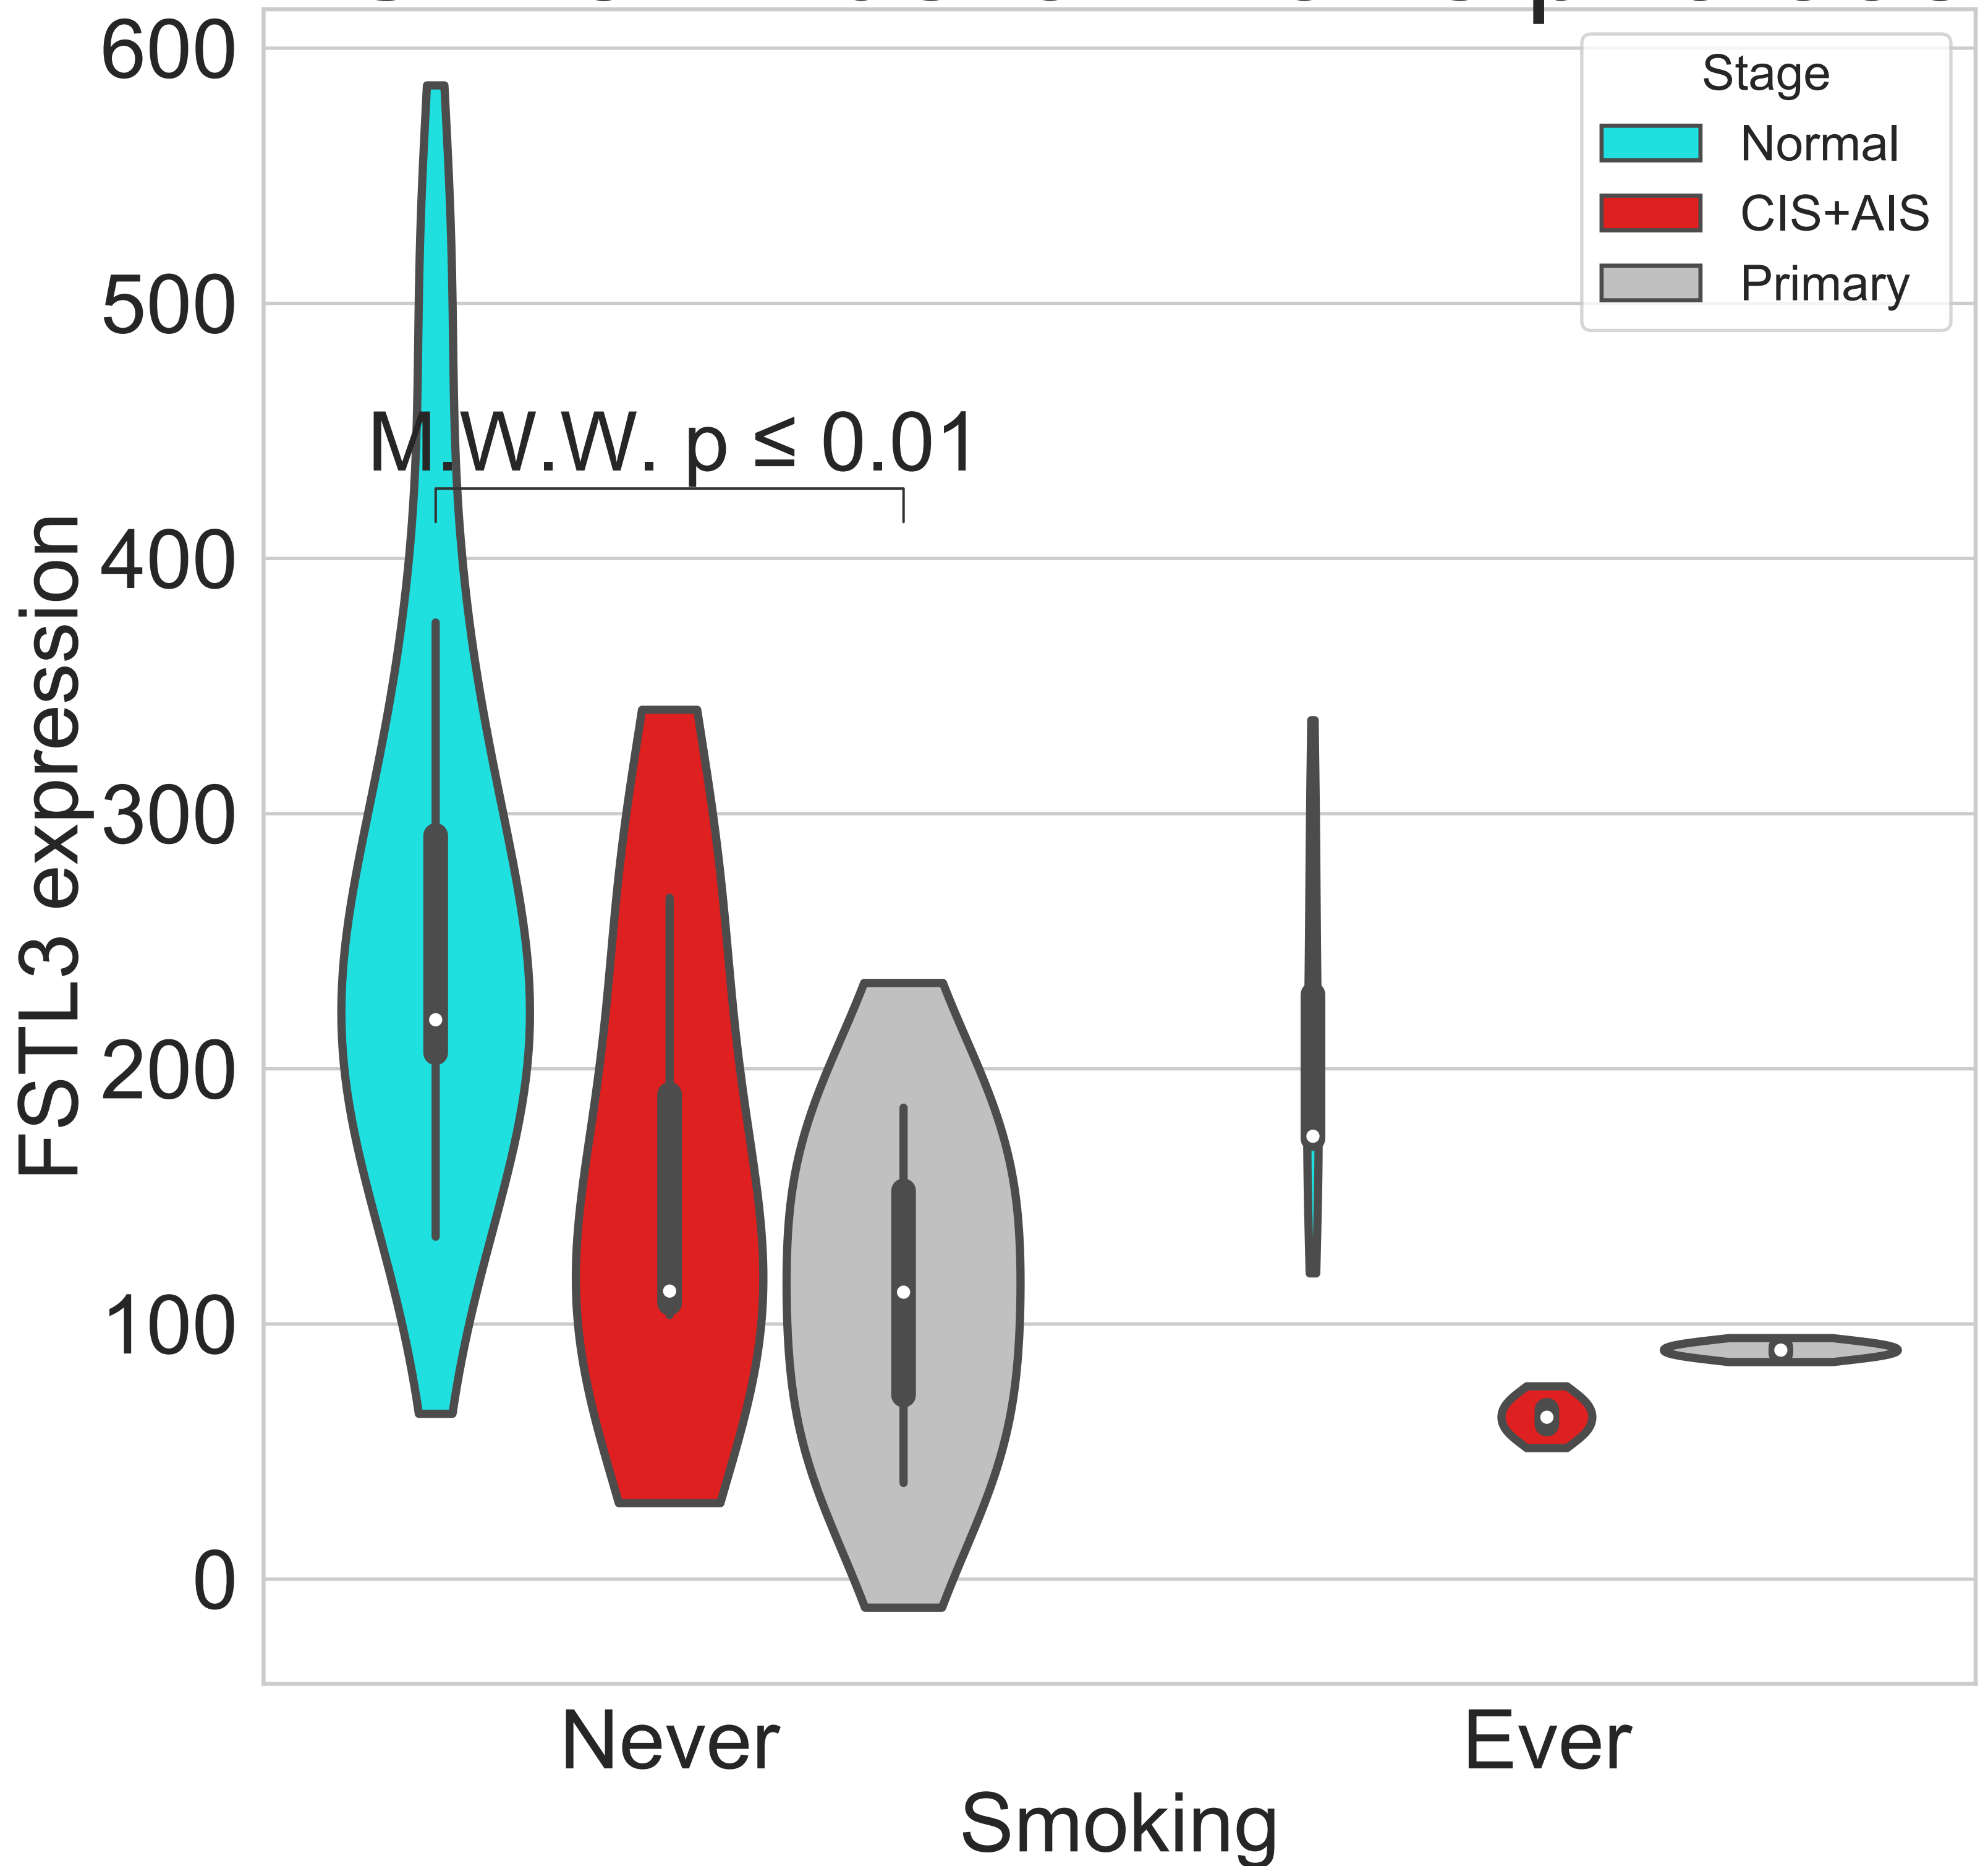 600
500
400
300
200
100
0
FSTL3 expression
M.W.W. p ≤ 0.01
Stage
Normal
CIS+AIS
Primary
Never
Ever
Smoking